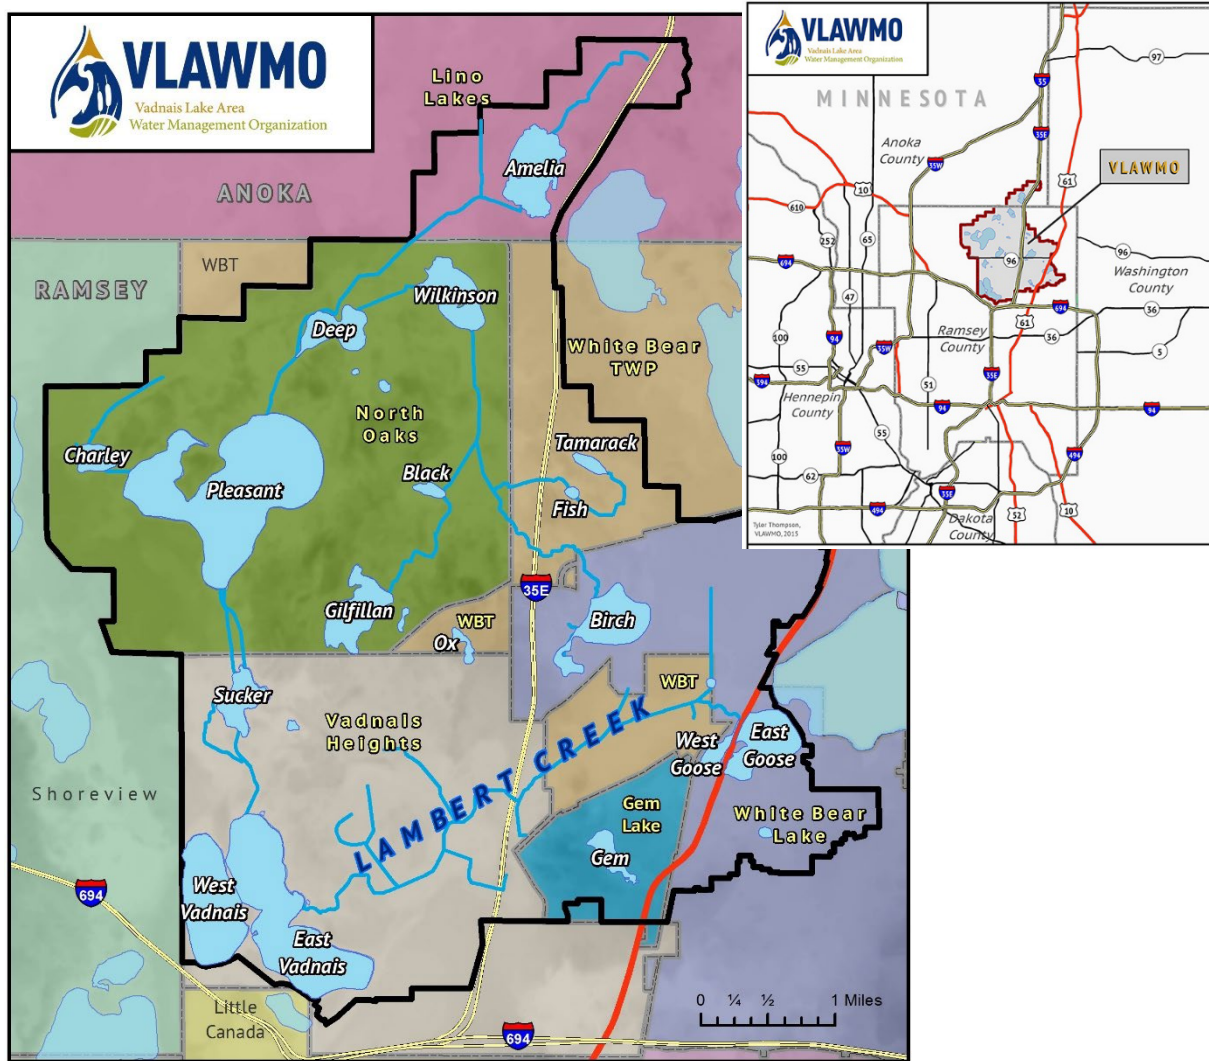 VLAWMO
Vadnais Lake Area
Water Management Organization
Lino
Lakes
Amelia
ANOKA
WBT
RAMSEY
Wilkinson
Deep
White Bear
TWP
North
Oaks
Tamarack
Charley
Black
Pleasant
Fish
35E
Gilfillan
Birch
WBT
Ox
Sucker
WBT
Vadnais
Heights
East
Goose
West
Goose
LAMBERT CREEK
Shoreview
Gem
Lake
White Bear
Lake
Gem
West
Vadnais
694
East
Vadnais
Little
Canada
0 ¼ ½ 1 Miles
694
VLAWMO
Vadnais Lake Area
Water Management Organization
97
35
MINNESOTA
35E
Anoka
County
35W
VLAWMO
61
10
610
252
65
96
96
694
Washington
County
47
694
36
61
Ramsey
County
36
94
35W
5
100
55
35E
394
51
Hennepin
County
94
94
55
35W
494
100
62
35E
494
52
10
Dakota
County
Tyler Thompson,
VLAWMO, 2015